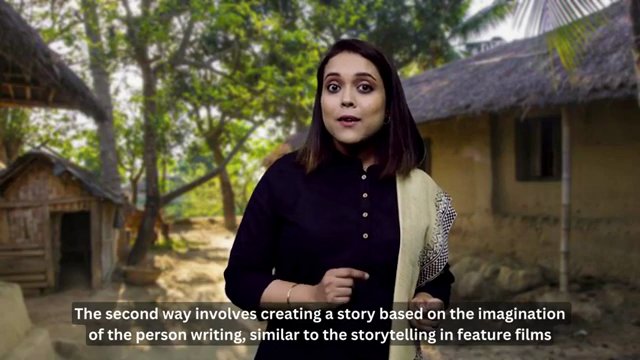 The second way involves creating a story based on the imagination
of the person writing, similar to the storytelling in feature films